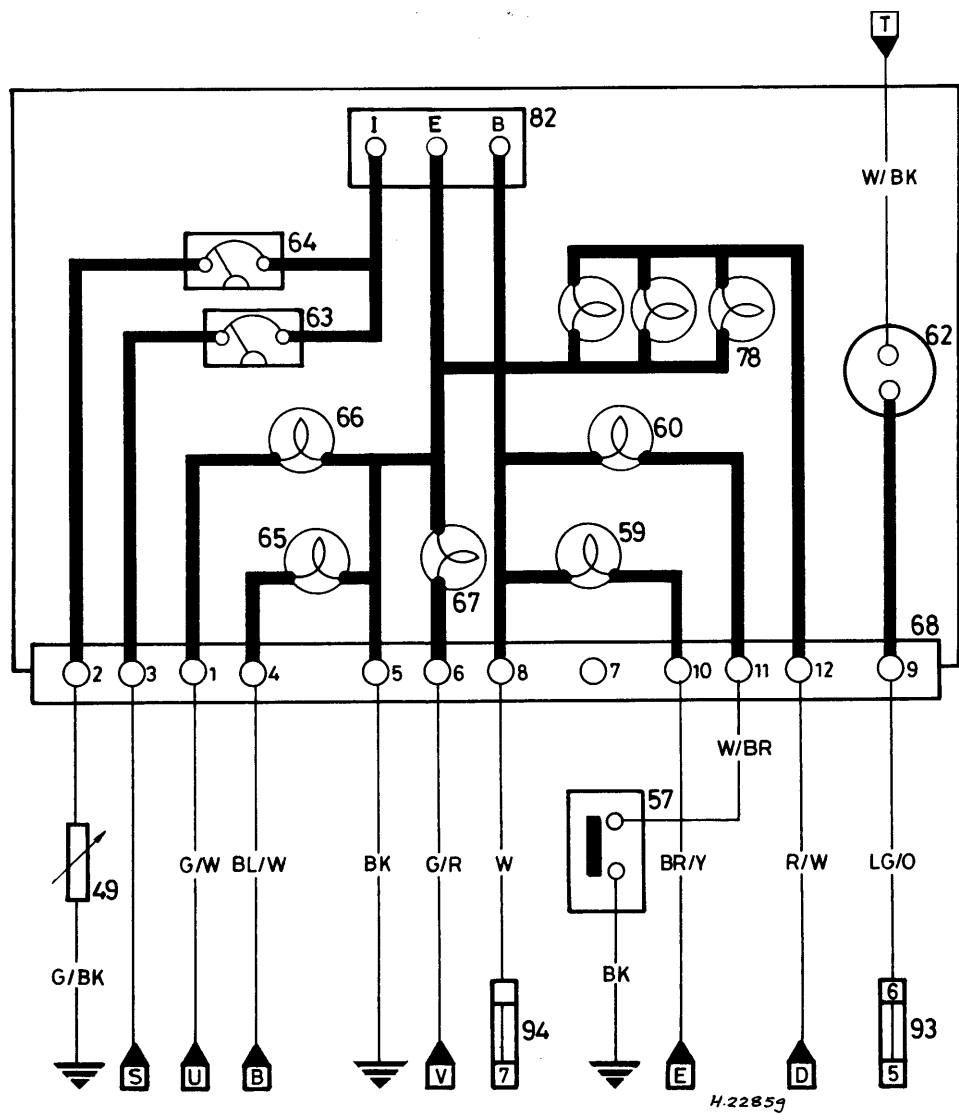 T
I E B 82
W/BK
64
63
62
78
66
60
65
59
67
68
2 3 1 4 5 6 8 7 10 11 12 9
W/BR
57
G/W BL/W BK G/R W BR/Y R/W LG/O
49
G/BK
BK
6
94
93
S U B V 7 E D 5
H.22859